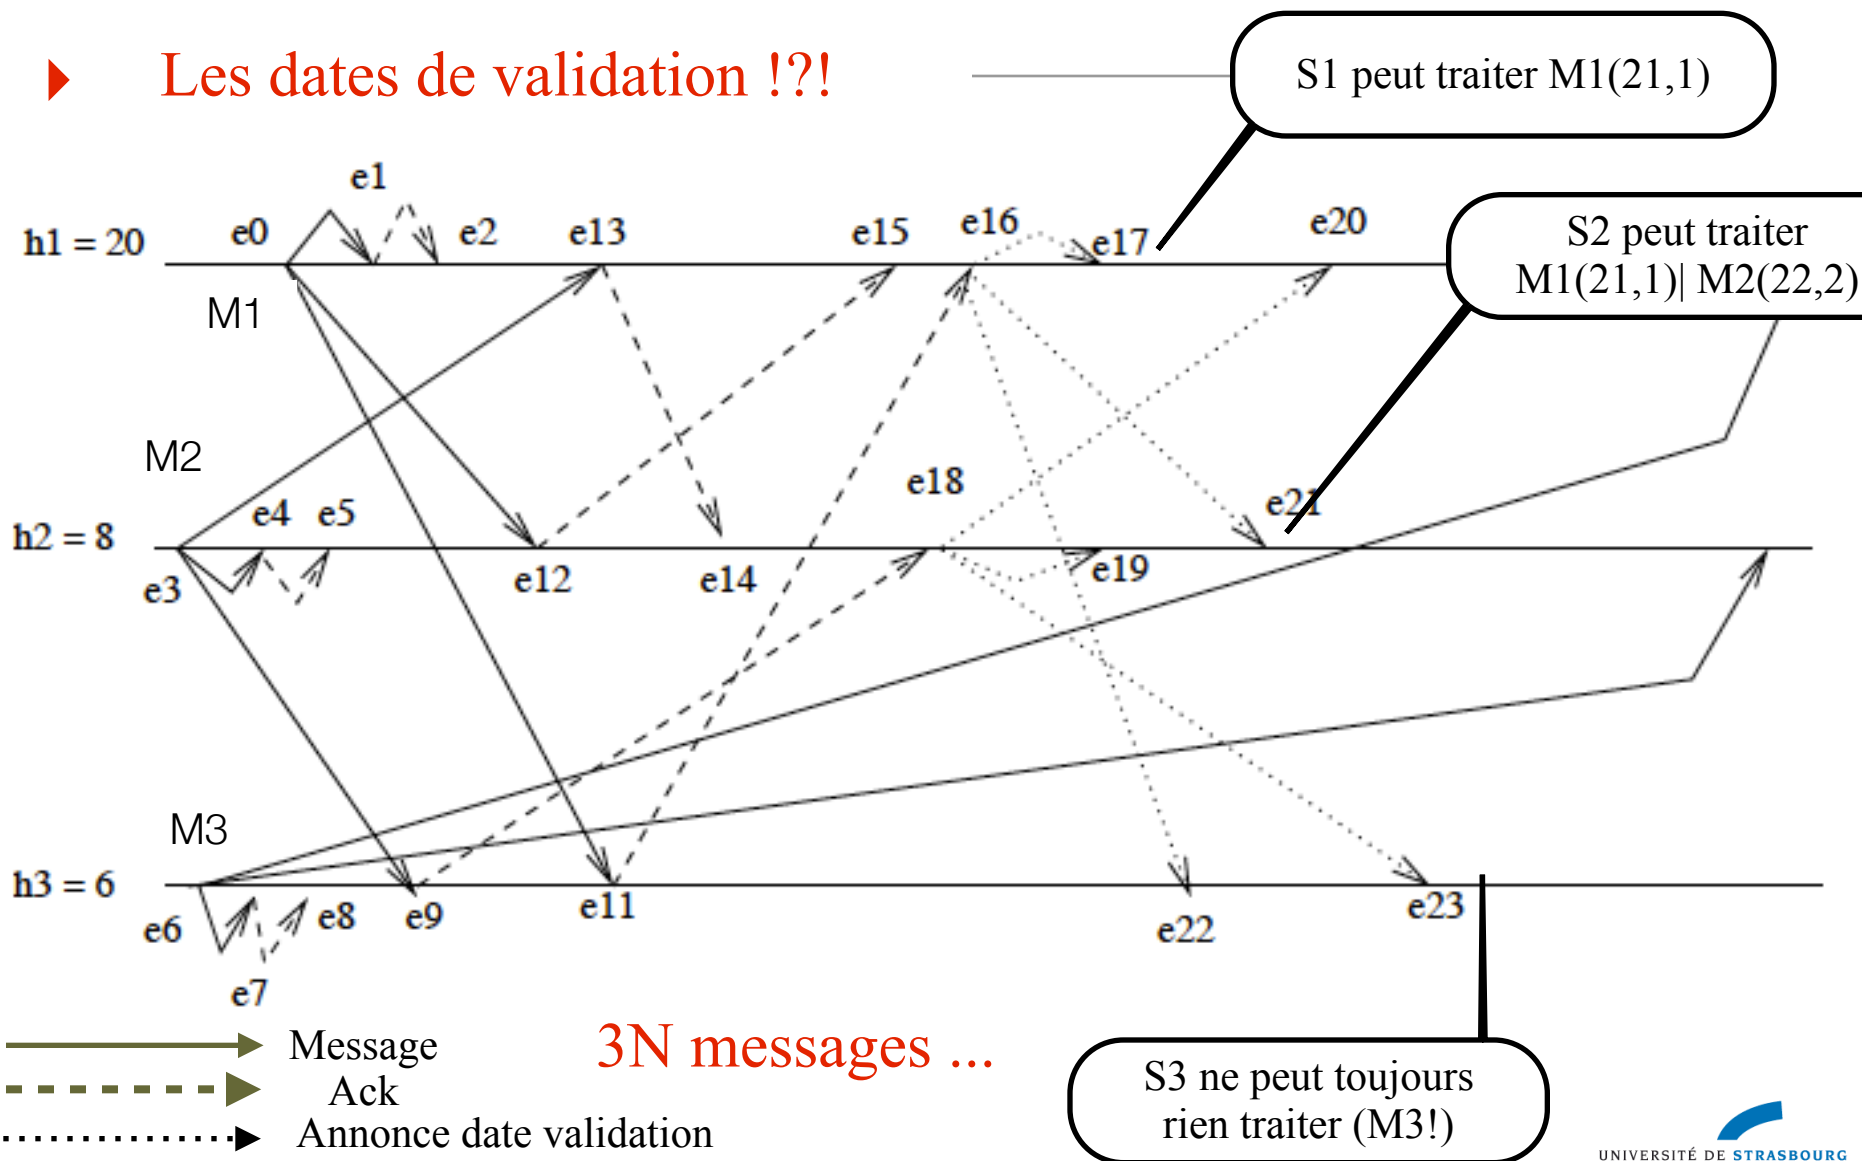 Les dates de validation !?!
S1 peut traiter M1(21,1)
e1
e0
e2
e13
e15
e16
e17
e20
h1 = 20
S2 peut traiter
M1(21,1)| M2(22,2)
M1
M2
e18
e4
e5
e21
h2 = 8
e3
e12
e14
e19
M3
h3 = 6
e6
e8
e9
e11
e22
e23
e7
Message
Ack
Annonce date validation
3N messages ...
S3 ne peut toujours
rien traiter (M3!)
UNIVERSITÉ DE STRASBOURG